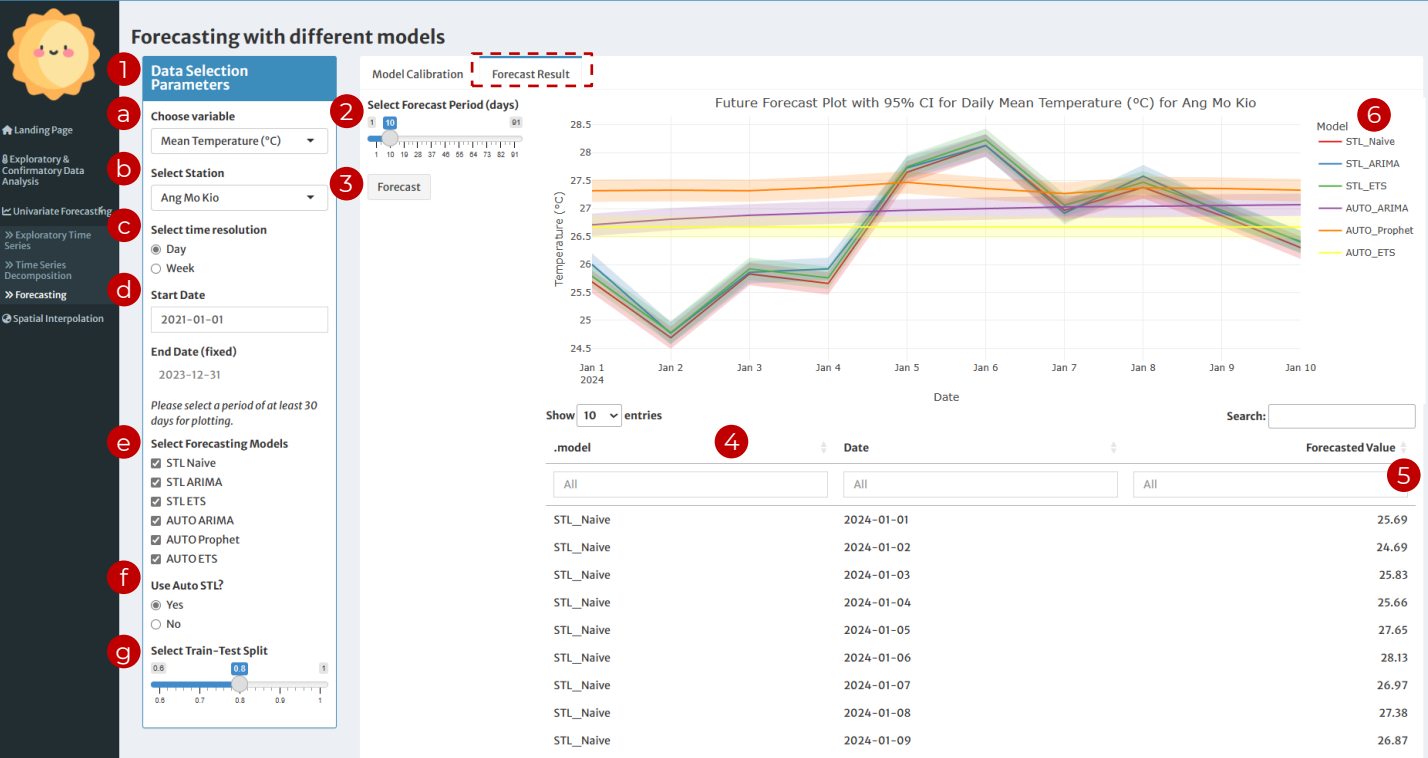 Forecasting with different models
Landing Page
Exploratory &
Confirmatory Data
Analysis
Univariate Forecasting
Exploratory Time
Series
Time Series
Decomposition
Forecasting
Spatial Interpolation
1
Data Selection
Parameters
a
Choose variable
Mean Temperature (°C)
b
Select Station
Ang Mo Kio
c
Select time resolution
Day
Week
d
Start Date
2021-01-01
End Date (fixed)
2023-12-31
Please select a period of at least 30
days for plotting.
e
Select Forecasting Models
STL Naive
STL ARIMA
STL ETS
AUTO ARIMA
AUTO Prophet
AUTO ETS
f
Use Auto STL?
Yes
No
g
Select Train-Test Split
0.6 0.8 1
0.6 0.7 0.8 0.9 1
Model Calibration Forecast Result
2
Select Forecast Period (days)
1 10 91
1 10 19 28 37 46 55 64 73 82 91
3
Forecast
Future Forecast Plot with 95% CI for Daily Mean Temperature (°C) for Ang Mo Kio
Temperature (°C)
28.5
28
27.5
27
26.5
26
25.5
25
24.5
Jan 1 Jan 2 Jan 3 Jan 4 Jan 5 Jan 6 Jan 7 Jan 8 Jan 9 Jan 10
2024
Date
6
Model
STL_Naive
STL_ARIMA
STL_ETS
AUTO_ARIMA
AUTO_Prophet
AUTO_ETS
Show 10 entries Search:
4
.model Date Forecasted Value
5
All All All
STL_Naive 2024-01-01 25.69
STL_Naive 2024-01-02 24.69
STL_Naive 2024-01-03 25.83
STL_Naive 2024-01-04 25.66
STL_Naive 2024-01-05 27.65
STL_Naive 2024-01-06 28.13
STL_Naive 2024-01-07 26.97
STL_Naive 2024-01-08 27.38
STL_Naive 2024-01-09 26.87